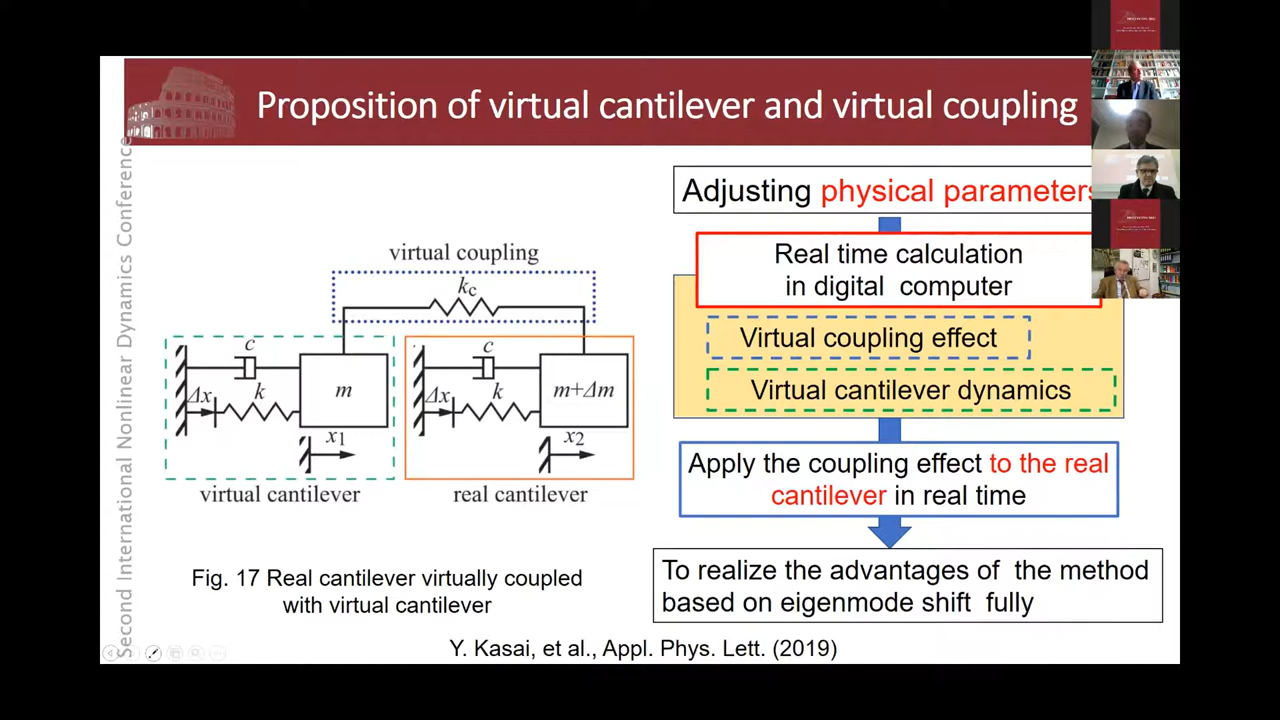 Proposition of virtual cantilever and virtual coupling
Second International Nonlinear Dynamics Conference
virtual coupling
kc
c
k
Δx
m
x1
virtual cantilever
c
k
Δx
m+Δm
x2
real cantilever
Fig. 17 Real cantilever virtually coupled
with virtual cantilever
Adjusting physical parameters
Real time calculation
in digital computer
Virtual coupling effect
Virtual cantilever dynamics
Apply the coupling effect to the real
cantilever in real time
To realize the advantages of the method
based on eigenmode shift fully
Y. Kasai, et al., Appl. Phys. Lett. (2019)